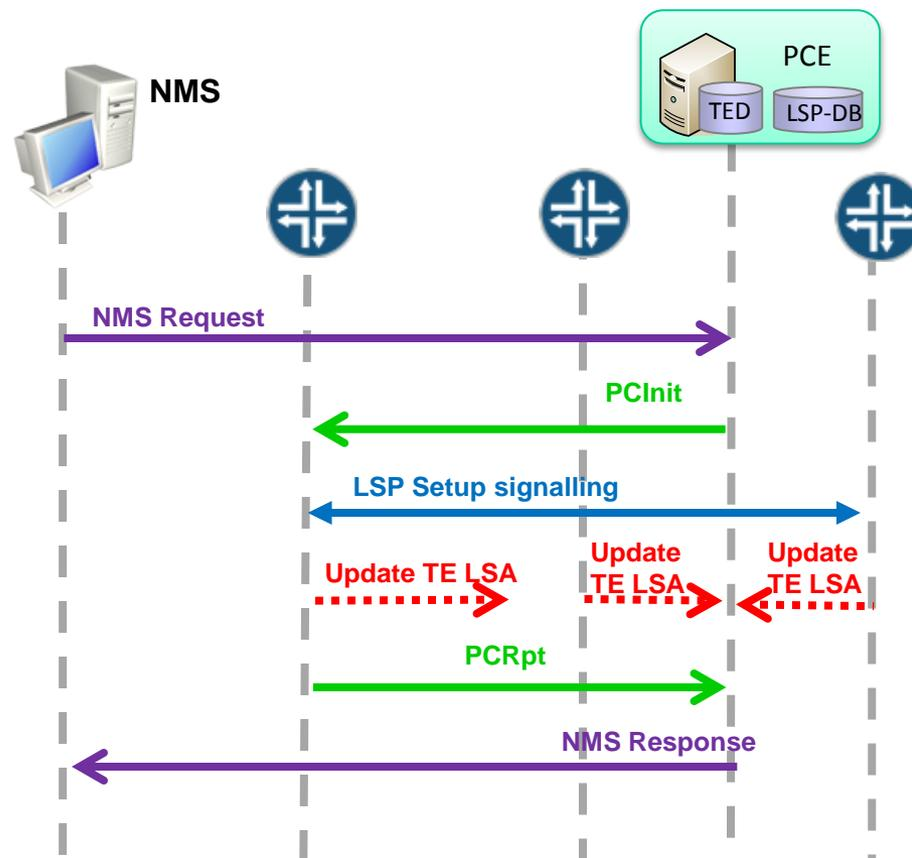 PCE
NMS
TED
LSP-DB
NMS Request
PCInit
LSP Setup signalling
Update TE LSA
Update
TE LSA
Update
TE LSA
PCRpt
NMS Response